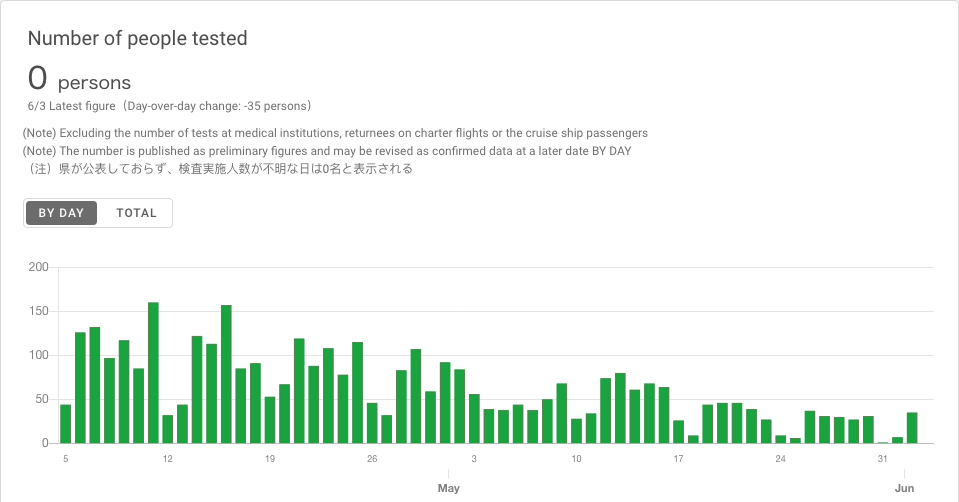 Number of people tested
0 persons
6/3 Latest figure（Day-over-day change: -35 persons）
(Note) Excluding the number of tests at medical institutions, returnees on charter flights or the cruise ship passengers
(Note) The number is published as preliminary figures and may be revised as confirmed data at a later date BY DAY
（注）県が公表しておらず、検査実施人数が不明な日は0名と表示される
BY DAY TOTAL
200
150
100
50
0
5 12 19 26 3 10 17 24 31
May Jun